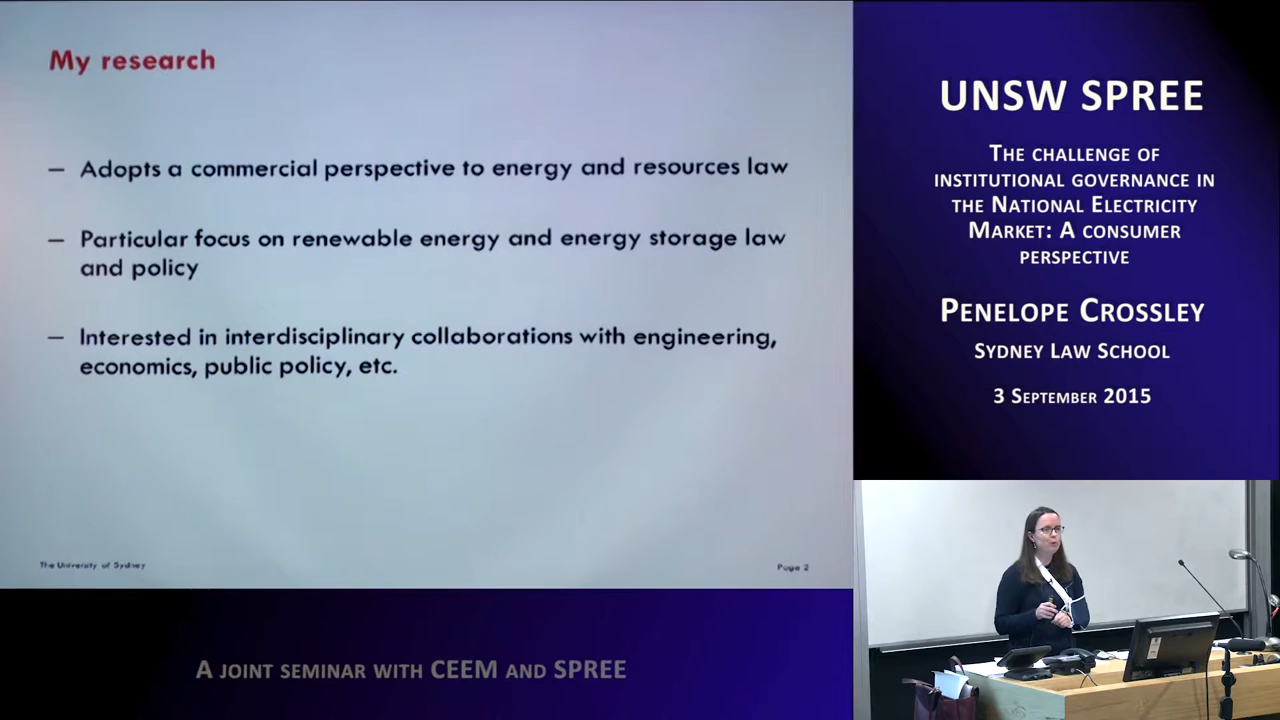 My research
– Adopts a commercial perspective to energy and resources law
– Particular focus on renewable energy and energy storage law
and policy
– Interested in interdisciplinary collaborations with engineering,
economics, public policy, etc.
The University of Sydney
Page 2
UNSW SPREE
The challenge of
institutional governance in
the National Electricity
Market: A consumer
perspective
Penelope Crossley
Sydney Law School
3 September 2015
A joint seminar with CEEM and SPREE